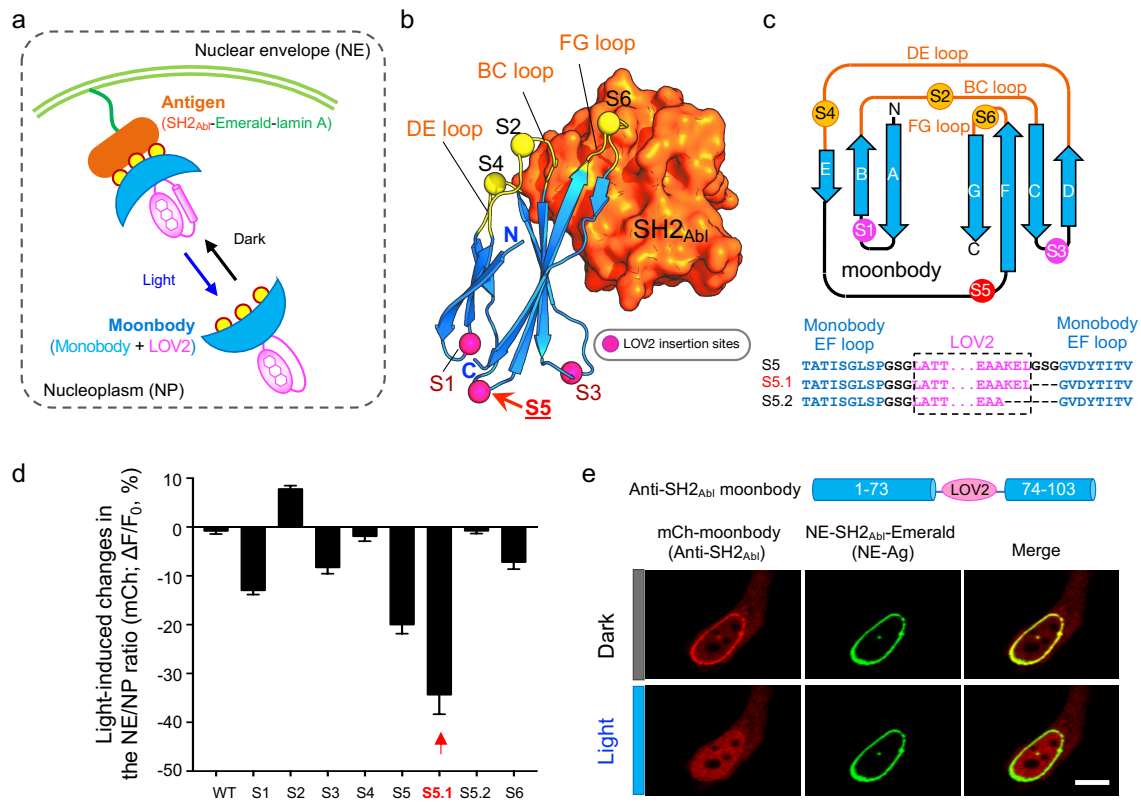 a
Nuclear envelope (NE)
Antigen
(SH2Abl-Emerald-lamin A)
Dark
Light
Moonbody
(Monobody + LOV2)
Nucleoplasm (NP)
b
FG loop
BC loop
S6
DE loop
S2
S4
N
SH2Abl
LOV2 insertion sites
S1
C
S3
S5
c
DE loop
S2
BC loop
S4
N
S6
FG loop
E
B
A
G
F
C
D
S1
C
S3
moonbody
S5
Monobody
EF loop
LOV2
Monobody
EF loop
S5 TATISGLSPGSGLATT...EAAKEIGSGGVDYTITV
S5.1 TATISGLSPGSGLATT...EAAKEI---GVDYTITV
S5.2 TATISGLSPGSGLATT...EAA------GVDYTITV
d
Light-induced changes in
the NE/NP ratio (mCh; ΔF/F0, %)
10
0
-10
-20
-30
-40
-50
WT S1 S2 S3 S4 S5 S5.1 S5.2 S6
e
Anti-SH2Abl moonbody
1-73
LOV2
74-103
mCh-moonbody
(Anti-SH2Abl)
NE-SH2Abl-Emerald
(NE-Ag)
Merge
Dark
Light